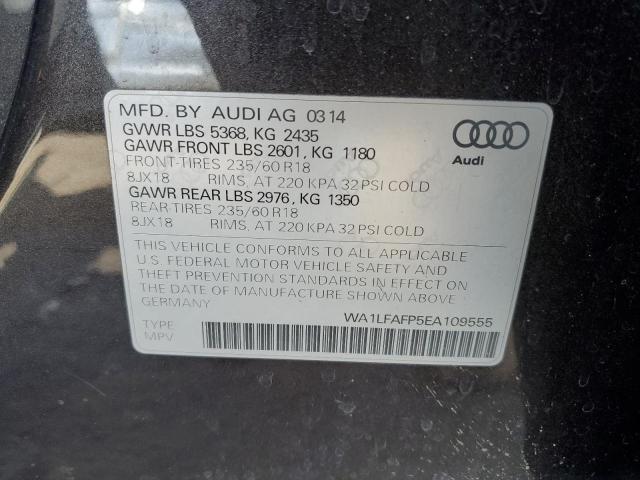 MFD. BY AUDI AG 03 14
GVWR LBS 5368, KG 2435
GAWR FRONT LBS 2601, KG 1180
FRONT-TIRES 235/60 R18
8JX18 RIMS, AT 220 KPA 32 PSI COLD
GAWR REAR LBS 2976, KG 1350
REAR-TIRES 235/60 R18
8JX18 RIMS, AT 220 KPA 32 PSI COLD
Audi
THIS VEHICLE CONFORMS TO ALL APPLICABLE
U.S. FEDERAL MOTOR VEHICLE SAFETY AND
THEFT PREVENTION STANDARDS IN EFFECT ON
THE DATE OF MANUFACTURE SHOWN ABOVE
GERMANY
WA1LFAFP5EA109555
TYPE
MPV